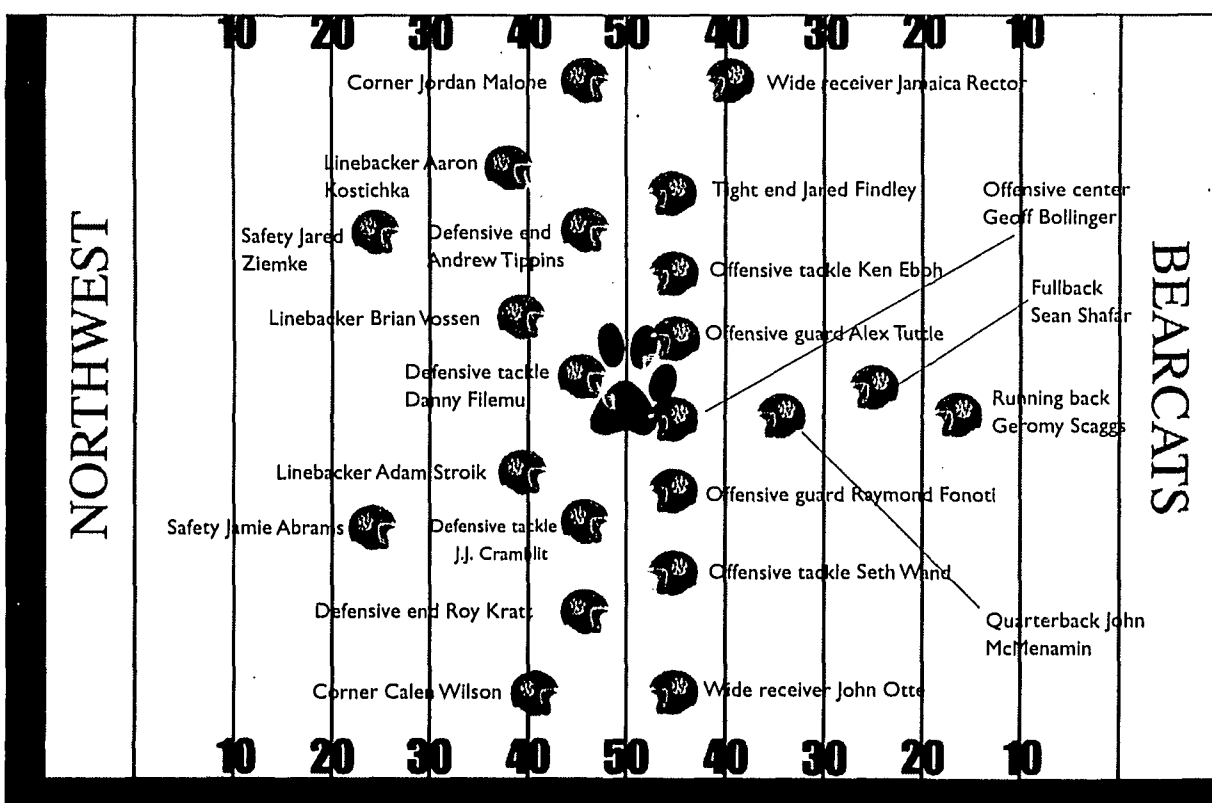 10 20 30 40 50 40 30 20 10
Corner Jordan Malone
Wide receiver Jamaica Rector
Linebacker Aaron
Kostichka
Tight end Jared Findley
Offensive center
Geoff Bollinger
Safety Jared
Ziemke
Defensive end
Andrew Tippins
Offensive tackle Ken Eboh
Fullback
Sean Shafar
Linebacker Brian Vossen
Offensive guard Alex Tuttle
Defensive tackle
Danny Filemu
Running back
Geromy Scaggs
NORTHWEST
BEARCATS
Linebacker Adam Stroik
Offensive guard Raymond Fonoti
Safety Jamie Abrams
Defensive tackle
J.J. Cramblit
Offensive tackle Seth Wand
Defensive end Roy Kratt
Quarterback John
McMenamin
Corner Calen Wilson
Wide receiver John Otte
10 20 30 40 50 40 30 20 10